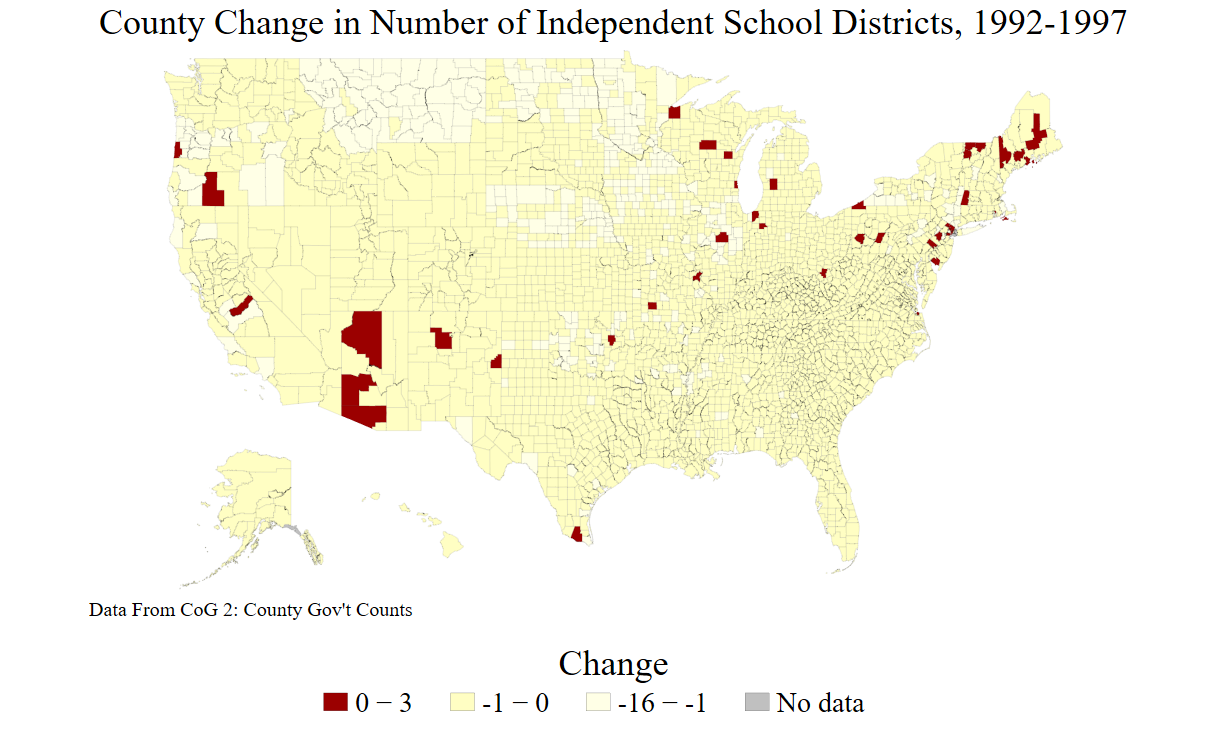 County Change in Number of Independent School Districts, 1992-1997
Data From CoG 2: County Gov't Counts
Change
0 − 3
-1 − 0
-16 − -1
No data